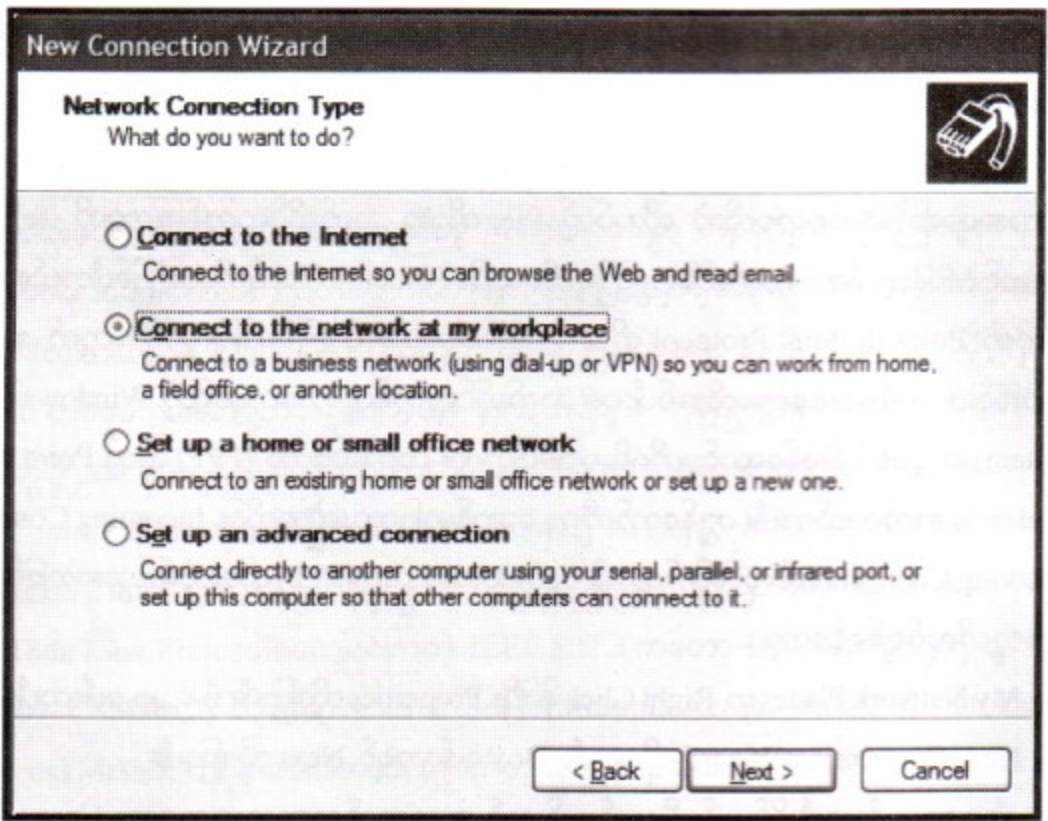 New Connection Wizard
Network Connection Type
What do you want to do?
Connect to the Internet
Connect to the Internet so you can browse the Web and read email.
Connect to the network at my workplace
Connect to a business network (using dial-up or VPN) so you can work from home,
a field office, or another location.
Set up a home or small office network
Connect to an existing home or small office network or set up a new one.
Set up an advanced connection
Connect directly to another computer using your serial, parallel, or infrared port, or
set up this computer so that other computers can connect to it.
< Back
Next >
Cancel